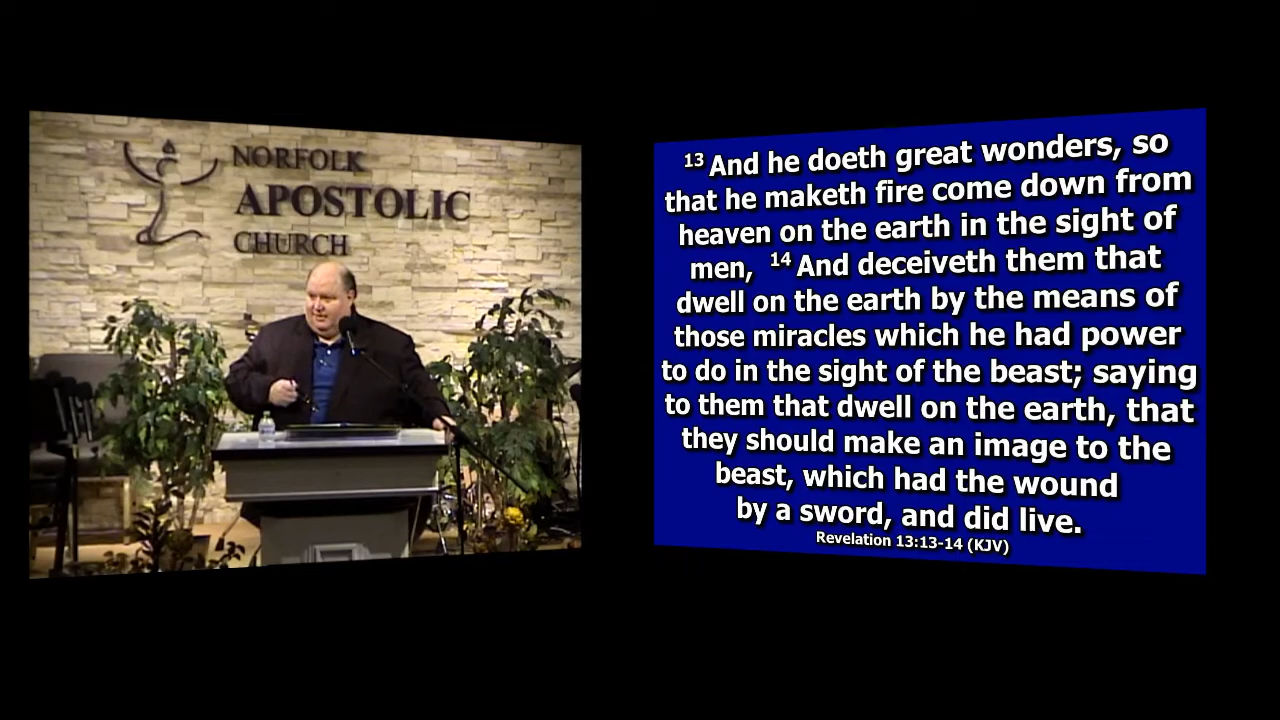 NORFOLK
APOSTOLIC
CHURCH
13 And he doeth great wonders, so
that he maketh fire come down from
heaven on the earth in the sight of
men, 14 And deceiveth them that
dwell on the earth by the means of
those miracles which he had power
to do in the sight of the beast; saying
to them that dwell on the earth, that
they should make an image to the
beast, which had the wound
by a sword, and did live.
Revelation 13:13-14 (KJV)